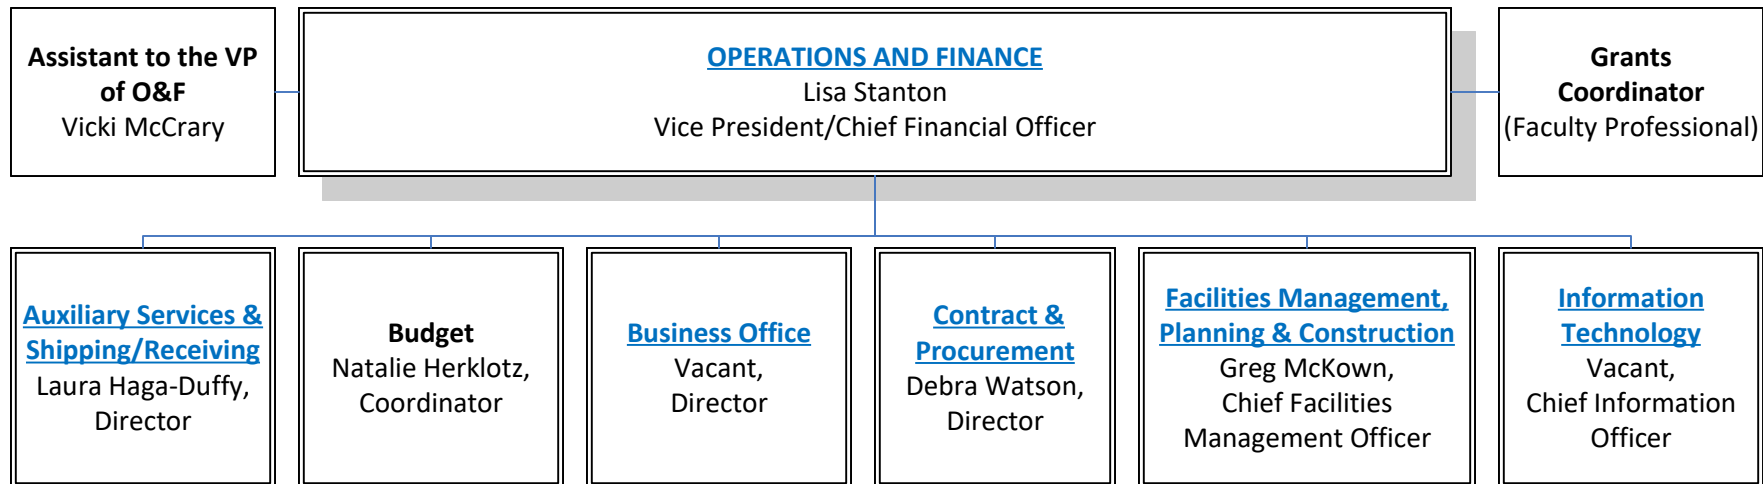 Assistant to the VP
of O&F
Vicki McCrary
OPERATIONS AND FINANCE
Lisa Stanton
Vice President/Chief Financial Officer
Grants
Coordinator
(Faculty Professional)
Auxiliary Services &
Shipping/Receiving
Laura Haga-Duffy,
Director
Budget
Natalie Herklotz,
Coordinator
Business Office
Vacant,
Director
Contract &
Procurement
Debra Watson,
Director
Facilities Management,
Planning & Construction
Greg McKown,
Chief Facilities
Management Officer
Information
Technology
Vacant,
Chief Information
Officer